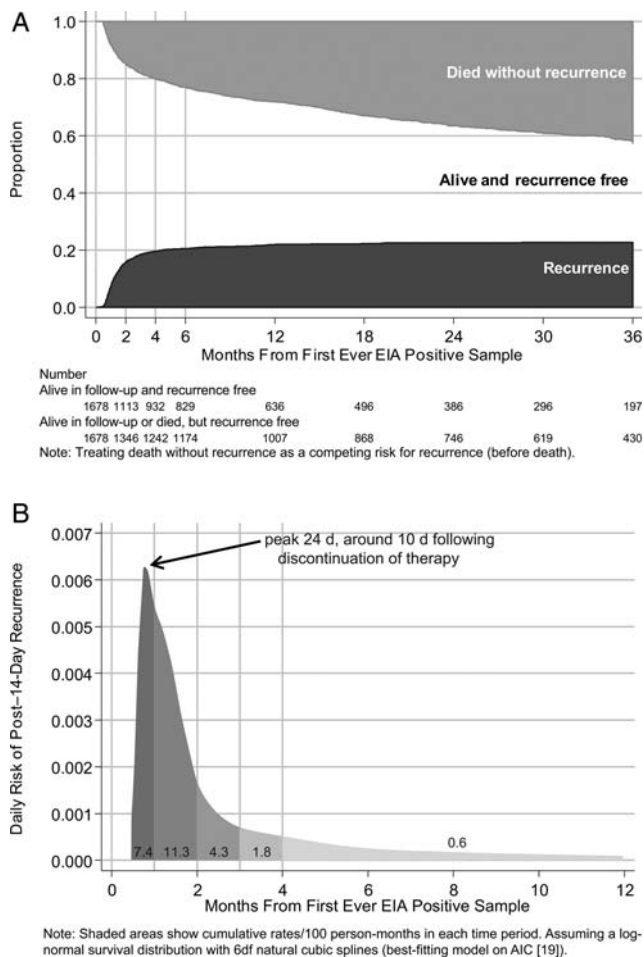 A
1.0
0.8
0.6
0.4
0.2
0.0
Proportion
Died without recurrence
Alive and recurrence free
Recurrence
0 2 4 6 12 18 24 30 36
Months From First Ever EIA Positive Sample
Number
Alive in follow-up and recurrence free
1678 1113 932 829 636 496 386 296 197
Alive in follow-up or died, but recurrence free
1678 1346 1242 1174 1007 868 746 619 430
Note: Treating death without recurrence as a competing risk for recurrence (before death).
B
0.007
0.006
0.005
0.004
0.003
0.002
0.001
0.000
Daily Risk of Post–14-Day Recurrence
peak 24 d, around 10 d following
discontinuation of therapy
7.4 11.3 4.3 1.8 0.6
0 2 4 6 8 10 12
Months From First Ever EIA Positive Sample
Note: Shaded areas show cumulative rates/100 person-months in each time period. Assuming a log-
normal survival distribution with 6df natural cubic splines (best-fitting model on AIC [19]).